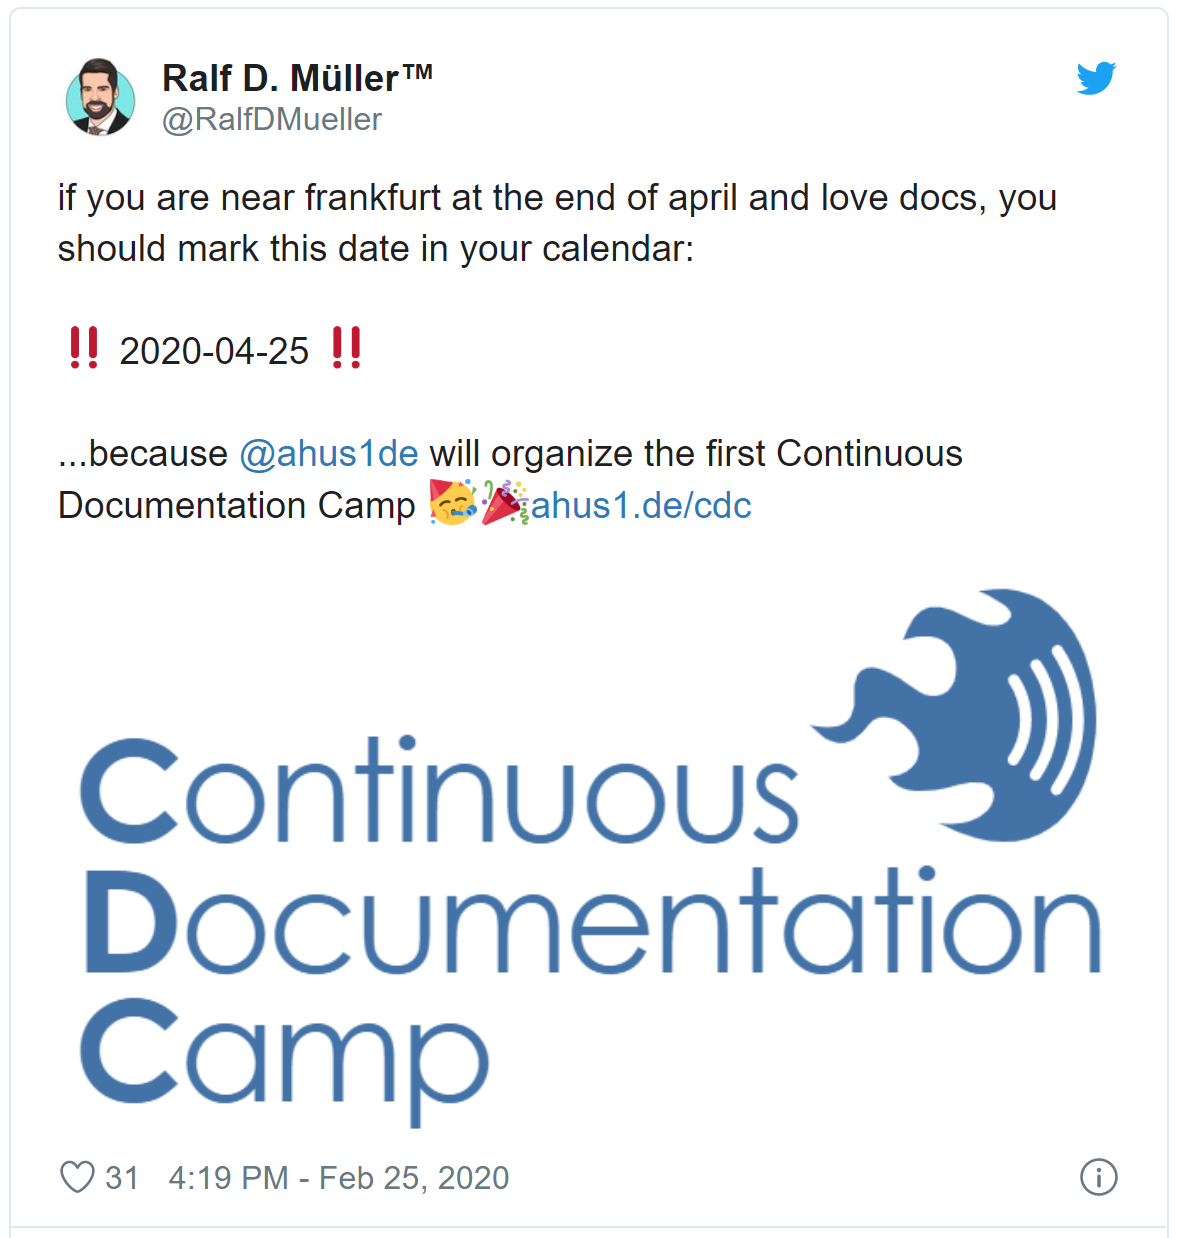 Ralf D. Müller™
@RalfDMueller
if you are near frankfurt at the end of april and love docs, you
should mark this date in your calendar:
‼ 2020-04-25 ‼
...because @ahus1de will organize the first Continuous
Documentation Camp 🥳🎉ahus1.de/cdc
Continuous
Documentation
Camp
31 4:19 PM - Feb 25, 2020